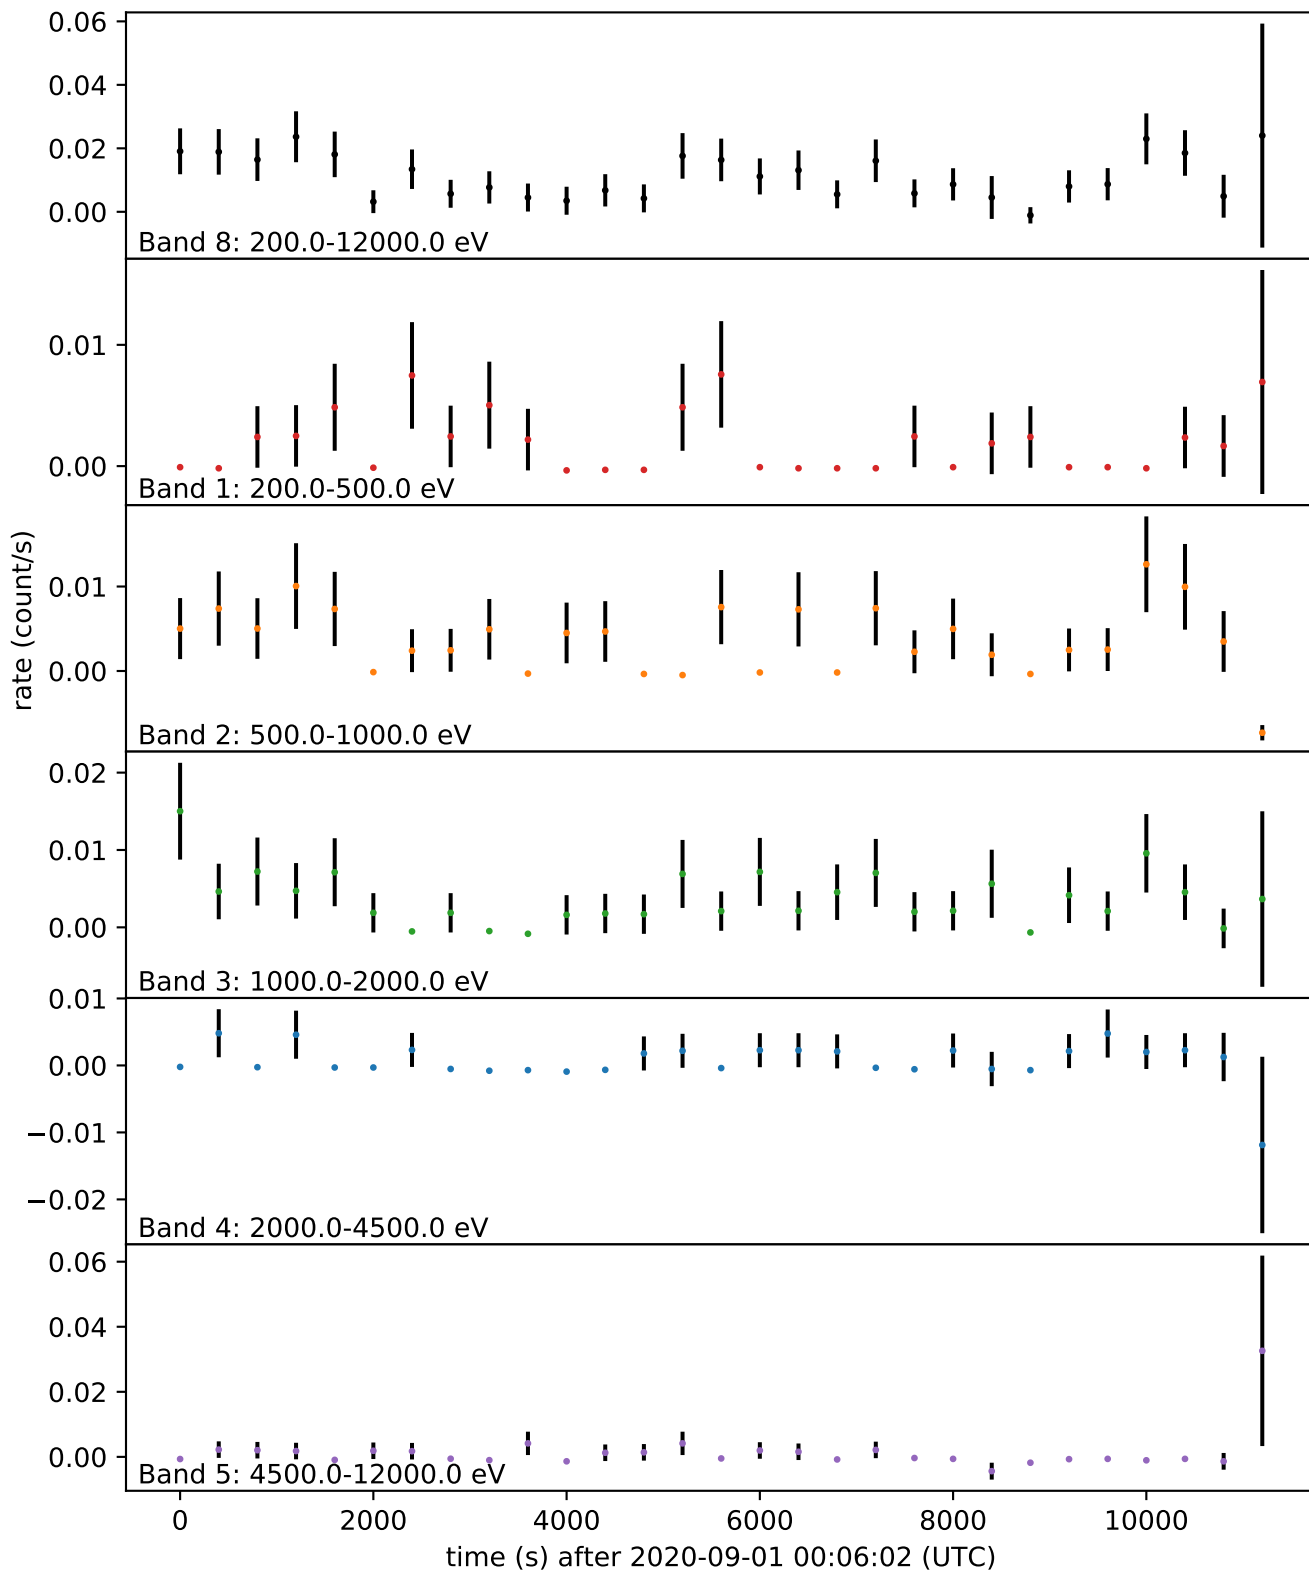 0.06
0.04
0.02
0.00
Band 8: 200.0-12000.0 eV
0.01
0.00
Band 1: 200.0-500.0 eV
rate (count/s)
0.01
0.00
Band 2: 500.0-1000.0 eV
0.02
0.01
0.00
Band 3: 1000.0-2000.0 eV
0.01
0.00
−0.01
−0.02
Band 4: 2000.0-4500.0 eV
0.06
0.04
0.02
0.00
Band 5: 4500.0-12000.0 eV
0 2000 4000 6000 8000 10000
time (s) after 2020-09-01 00:06:02 (UTC)